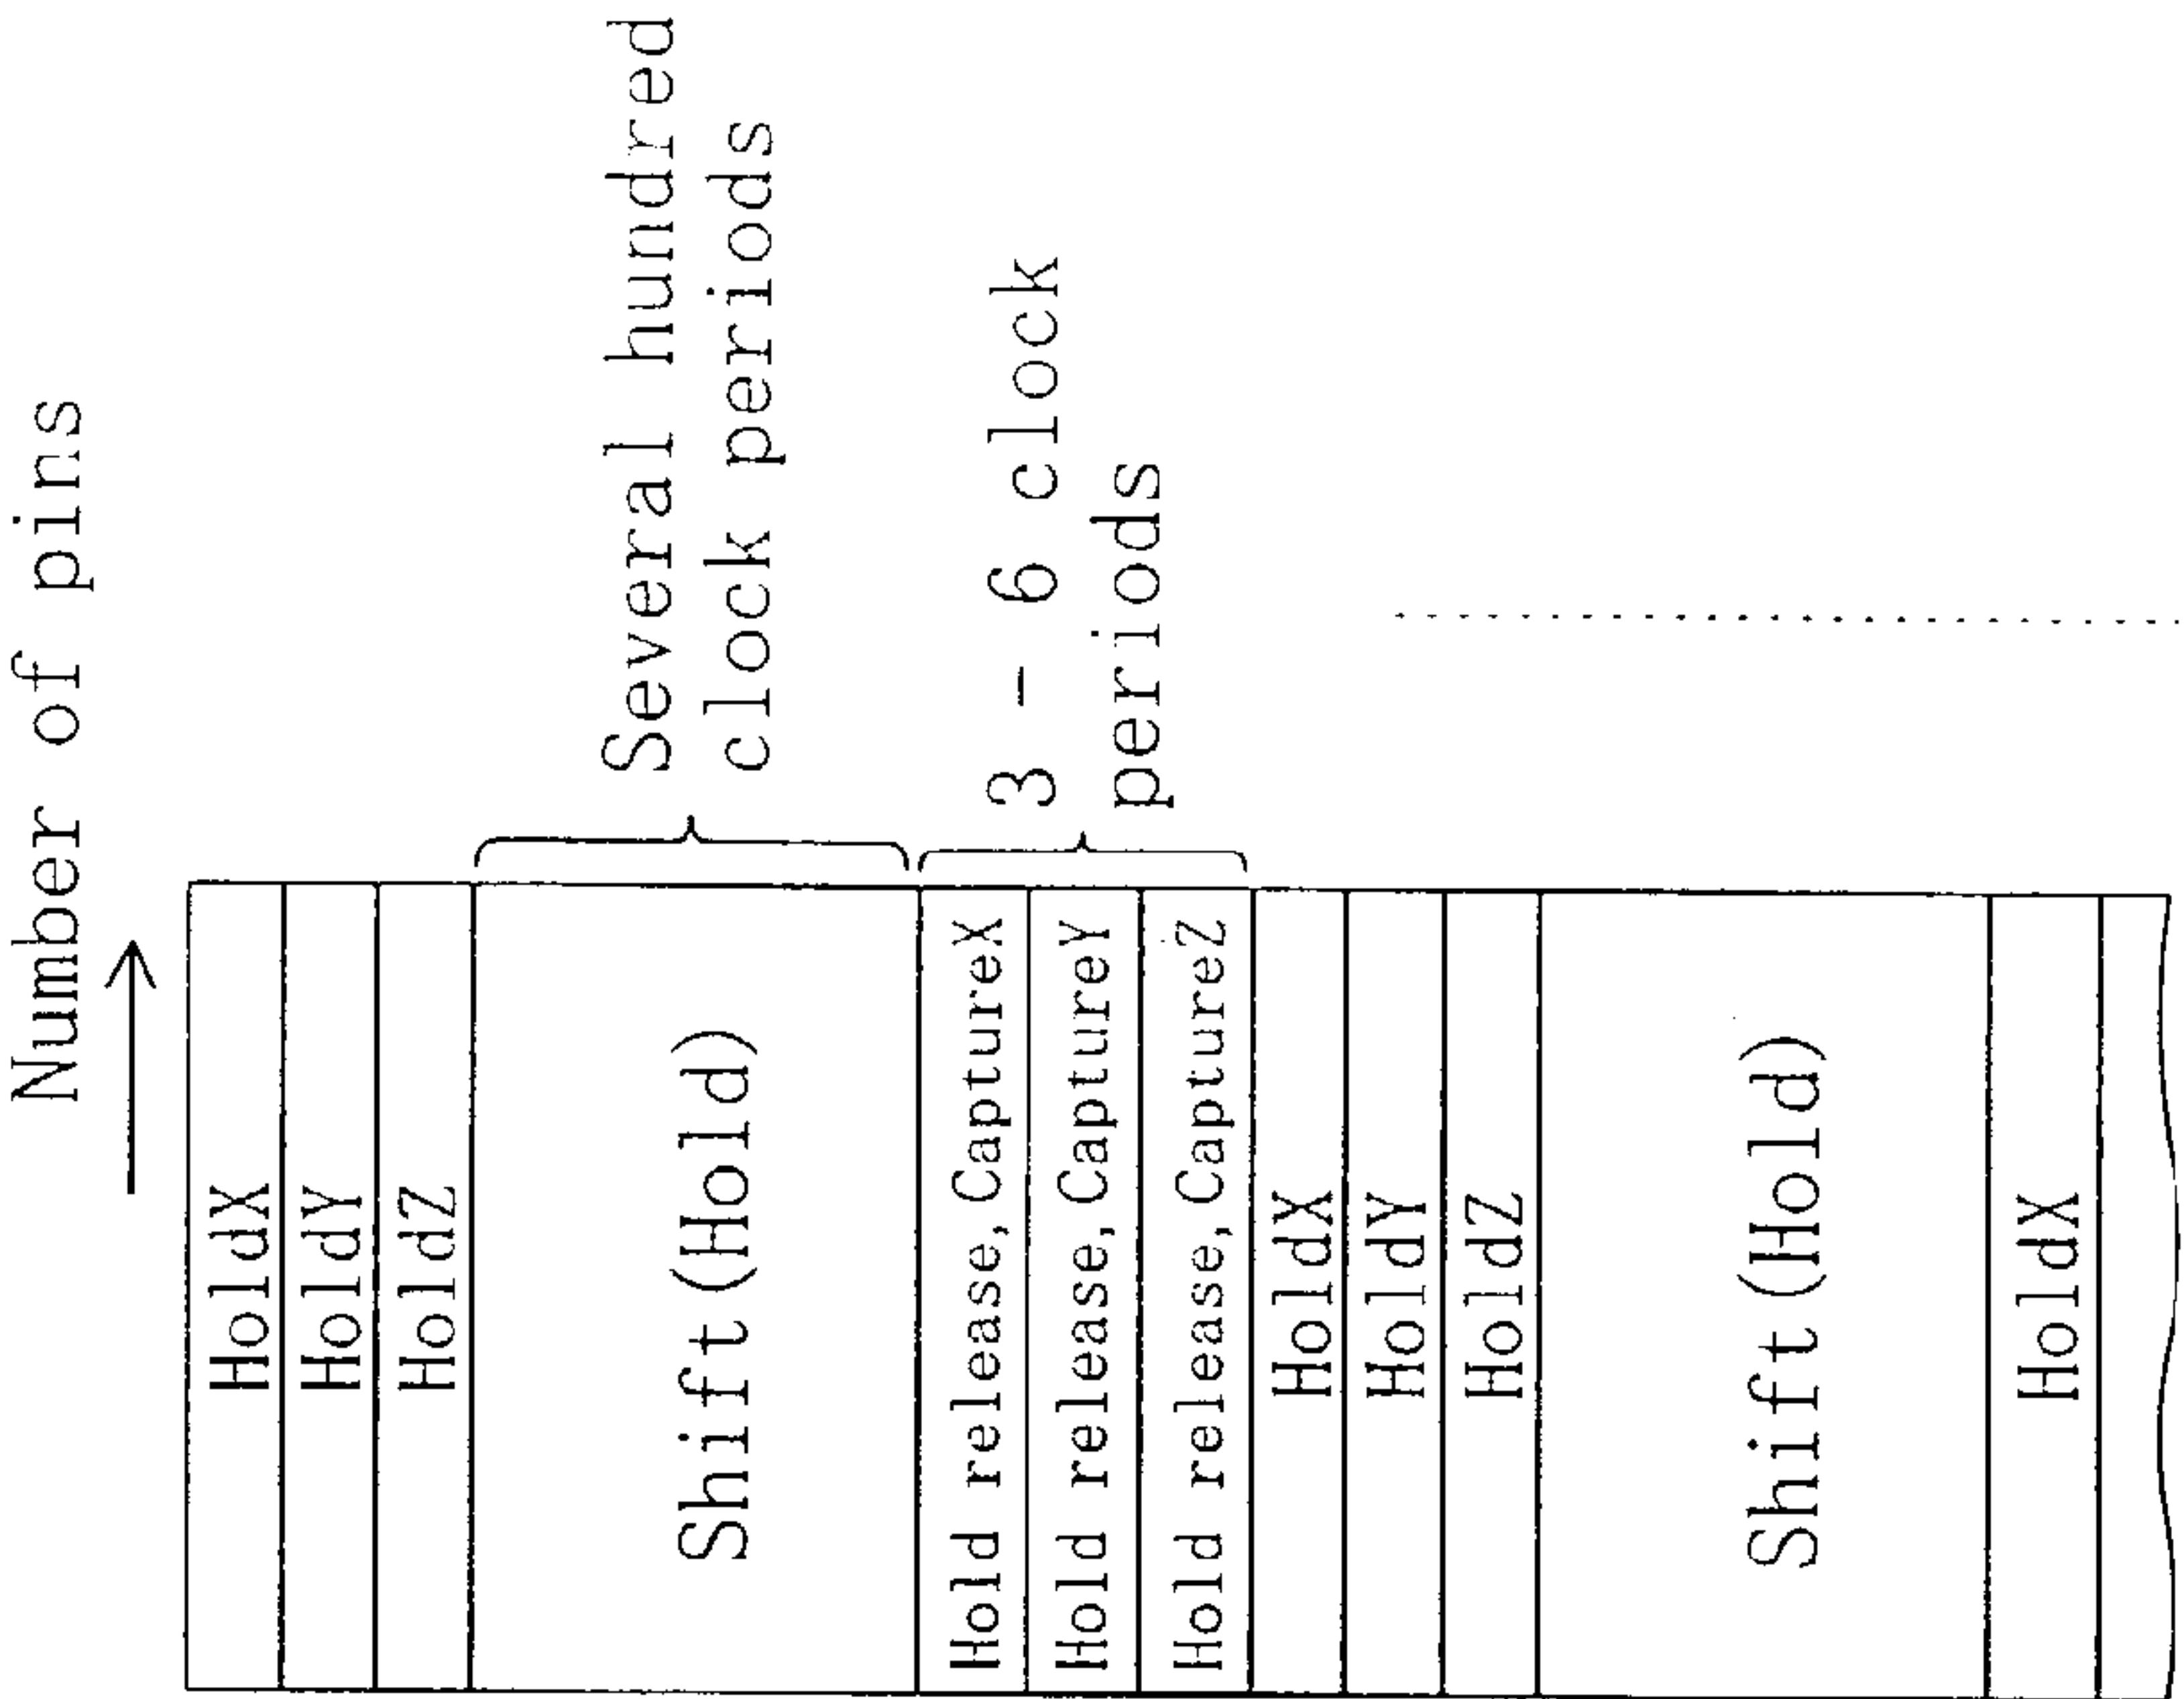 Number of pins
HoldX
HoldY
HoldZ
Shift(Hold)
Several hundred
clock periods
Hold release,CaptureX
Hold release,CaptureY
Hold release,CaptureZ
3 - 6 clock
periods
HoldX
HoldY
HoldZ
Shift(Hold)
HoldX